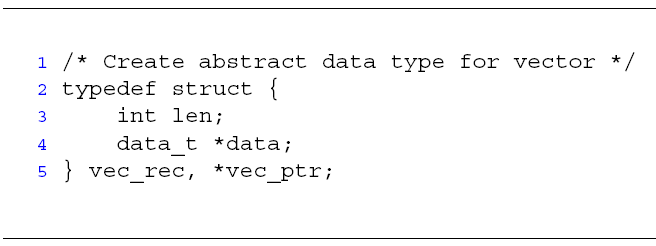 1 /* Create abstract data type for vector */
2 typedef struct {
3     int len;
4     data_t *data;
5 } vec_rec, *vec_ptr;